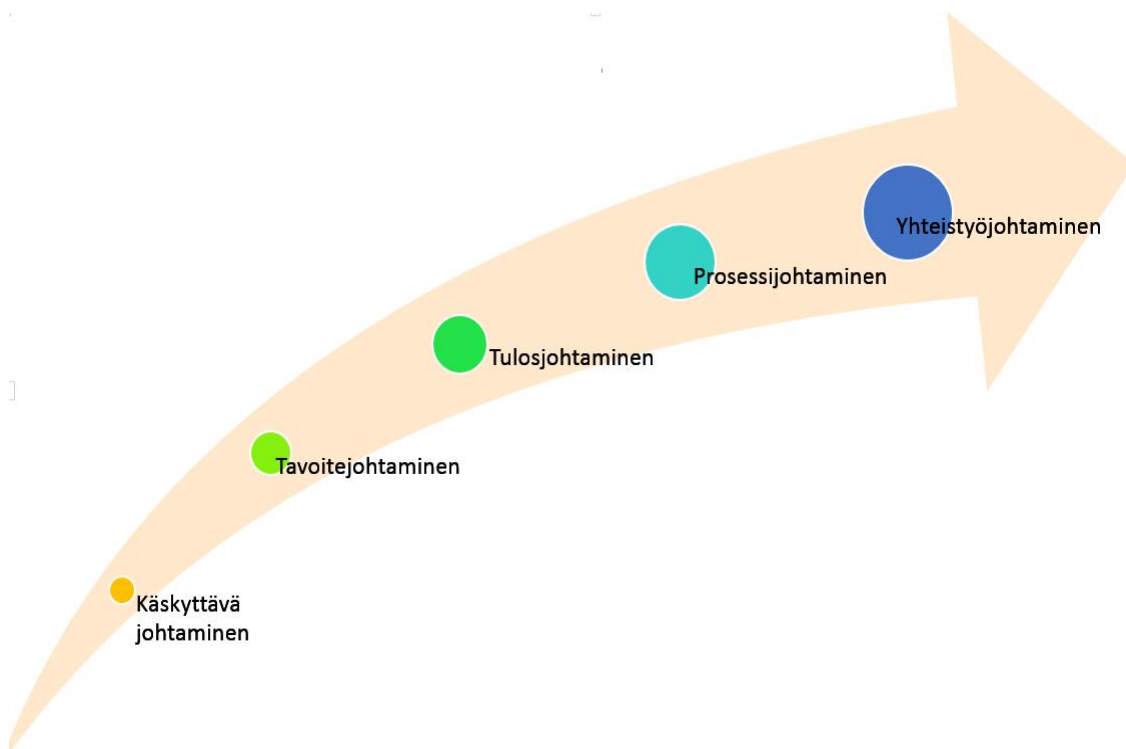 Yhteistyöjohtaminen
Prosessijohtaminen
Tulosjohtaminen
Tavoitejohtaminen
Käskyttävä
johtaminen